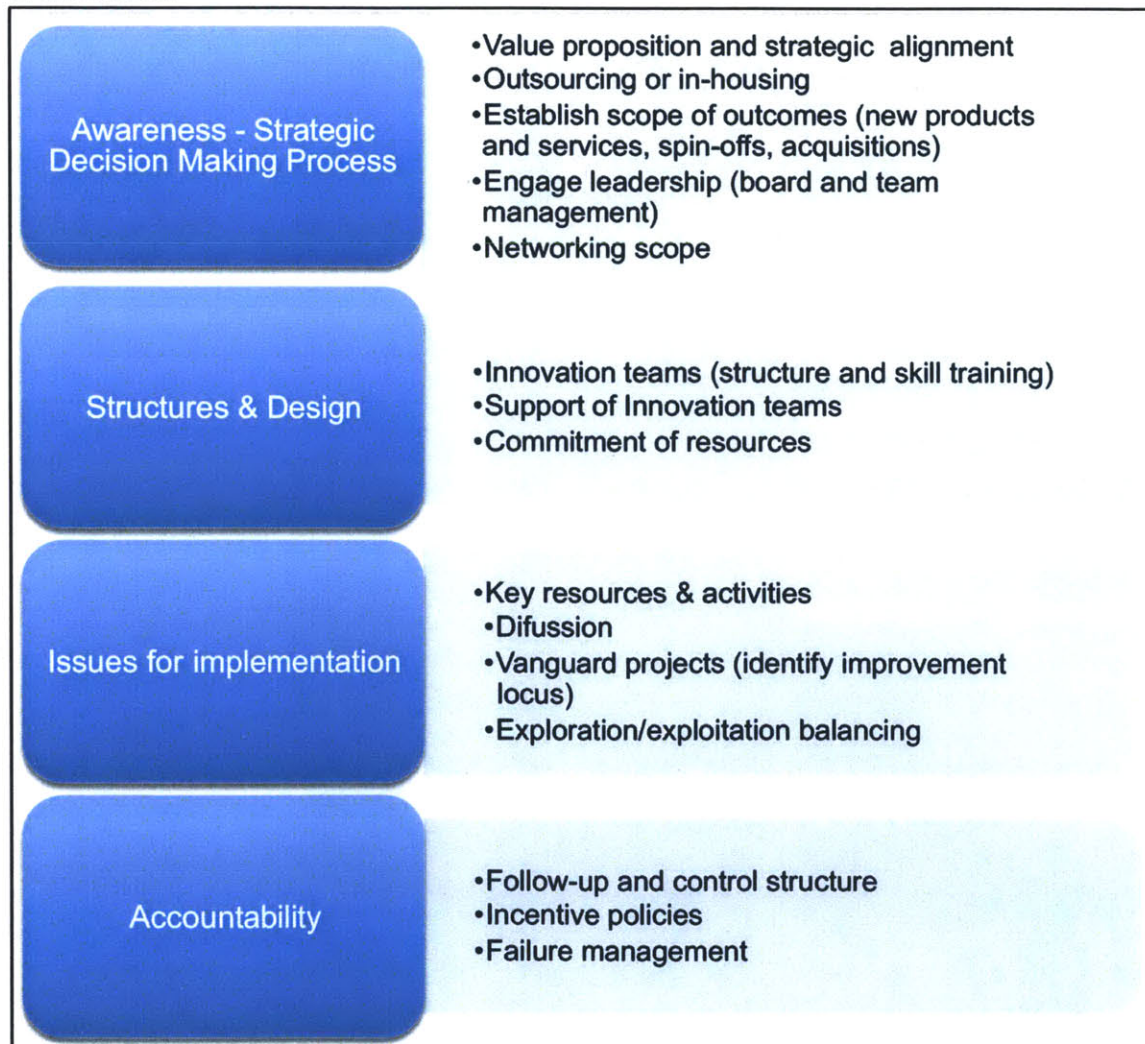 Awareness - Strategic
Decision Making Process
•Value proposition and strategic alignment
•Outsourcing or in-housing
•Establish scope of outcomes (new products
and services, spin-offs, acquisitions)
•Engage leadership (board and team
management)
•Networking scope
Structures & Design
•Innovation teams (structure and skill training)
•Support of Innovation teams
•Commitment of resources
Issues for implementation
•Key resources & activities
•Difussion
•Vanguard projects (identify improvement
locus)
•Exploration/exploitation balancing
Accountability
•Follow-up and control structure
•Incentive policies
•Failure management